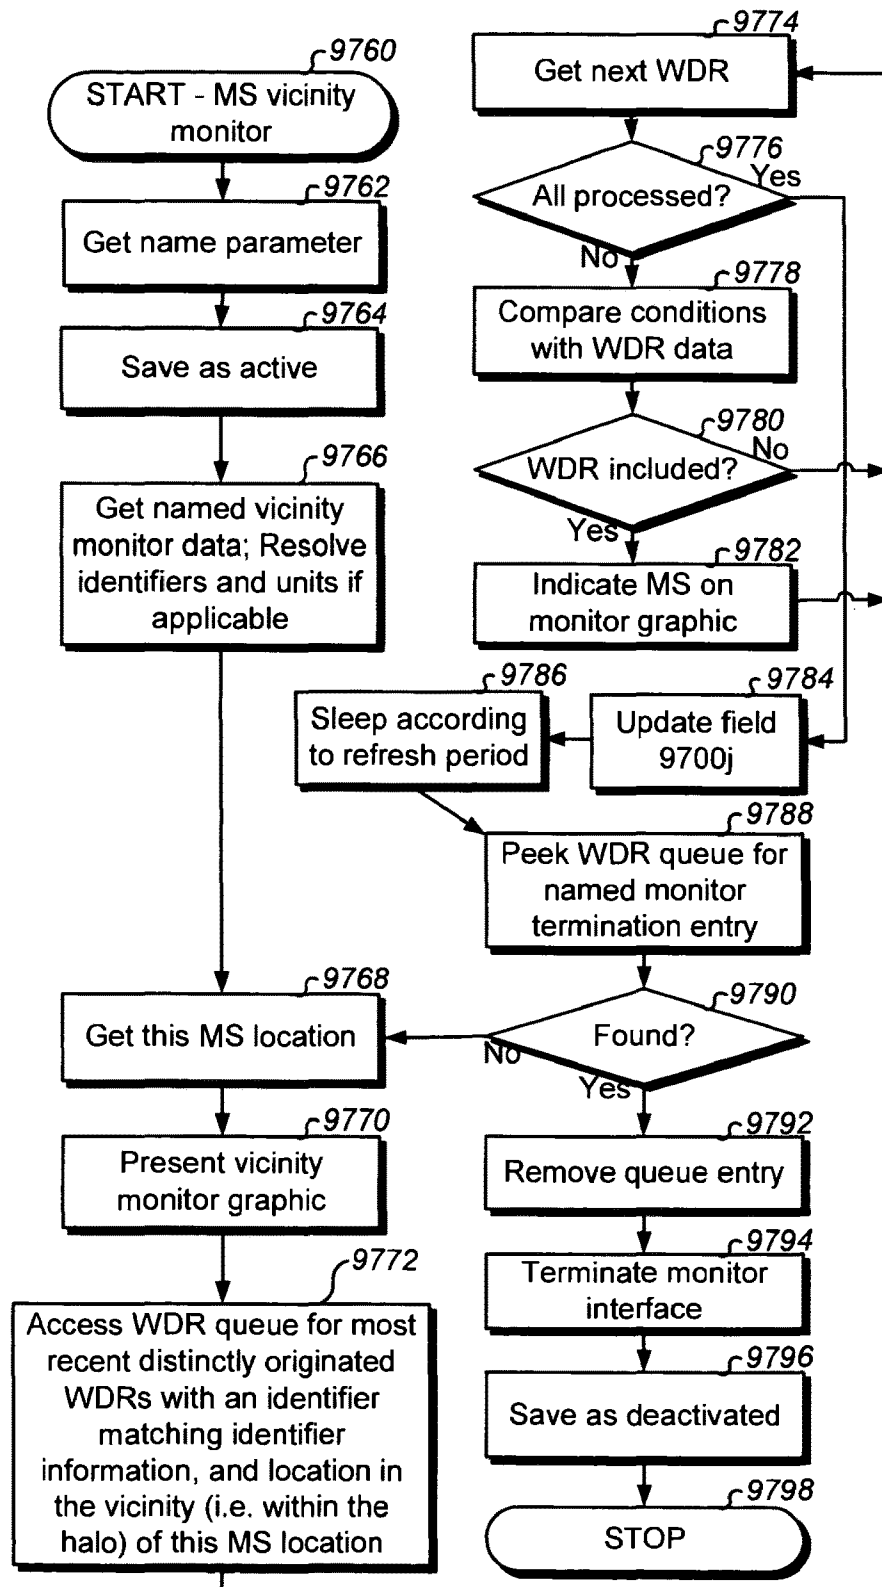 9760
START - MS vicinity
monitor
9762
Get name parameter
9764
Save as active
9766
Get named vicinity
monitor data; Resolve
identifiers and units if
applicable
9768
Get this MS location
9770
Present vicinity
monitor graphic
9772
Access WDR queue for most
recent distinctly originated
WDRs with an identifier
matching identifier
information, and location in
the vicinity (i.e. within the
halo) of this MS location
9774
Get next WDR
9776
Yes
All processed?
No
9778
Compare conditions
with WDR data
9780
No
WDR included?
Yes
9782
Indicate MS on
monitor graphic
9784
Update field
9700j
9786
Sleep according
to refresh period
9788
Peek WDR queue for
named monitor
termination entry
9790
Found?
No
Yes
9792
Remove queue entry
9794
Terminate monitor
interface
9796
Save as deactivated
9798
STOP